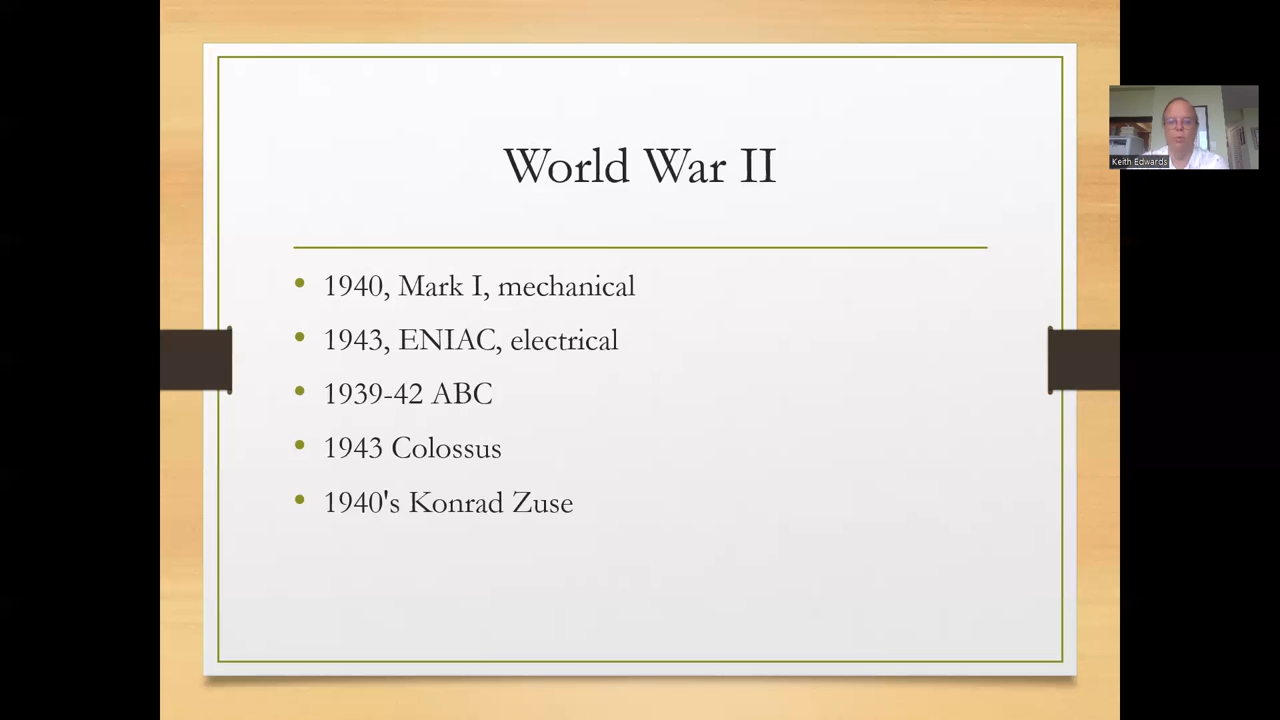 World War II
• 1940, Mark I, mechanical
• 1943, ENIAC, electrical
• 1939-42 ABC
• 1943 Colossus
• 1940's Konrad Zuse
Keith Edwards